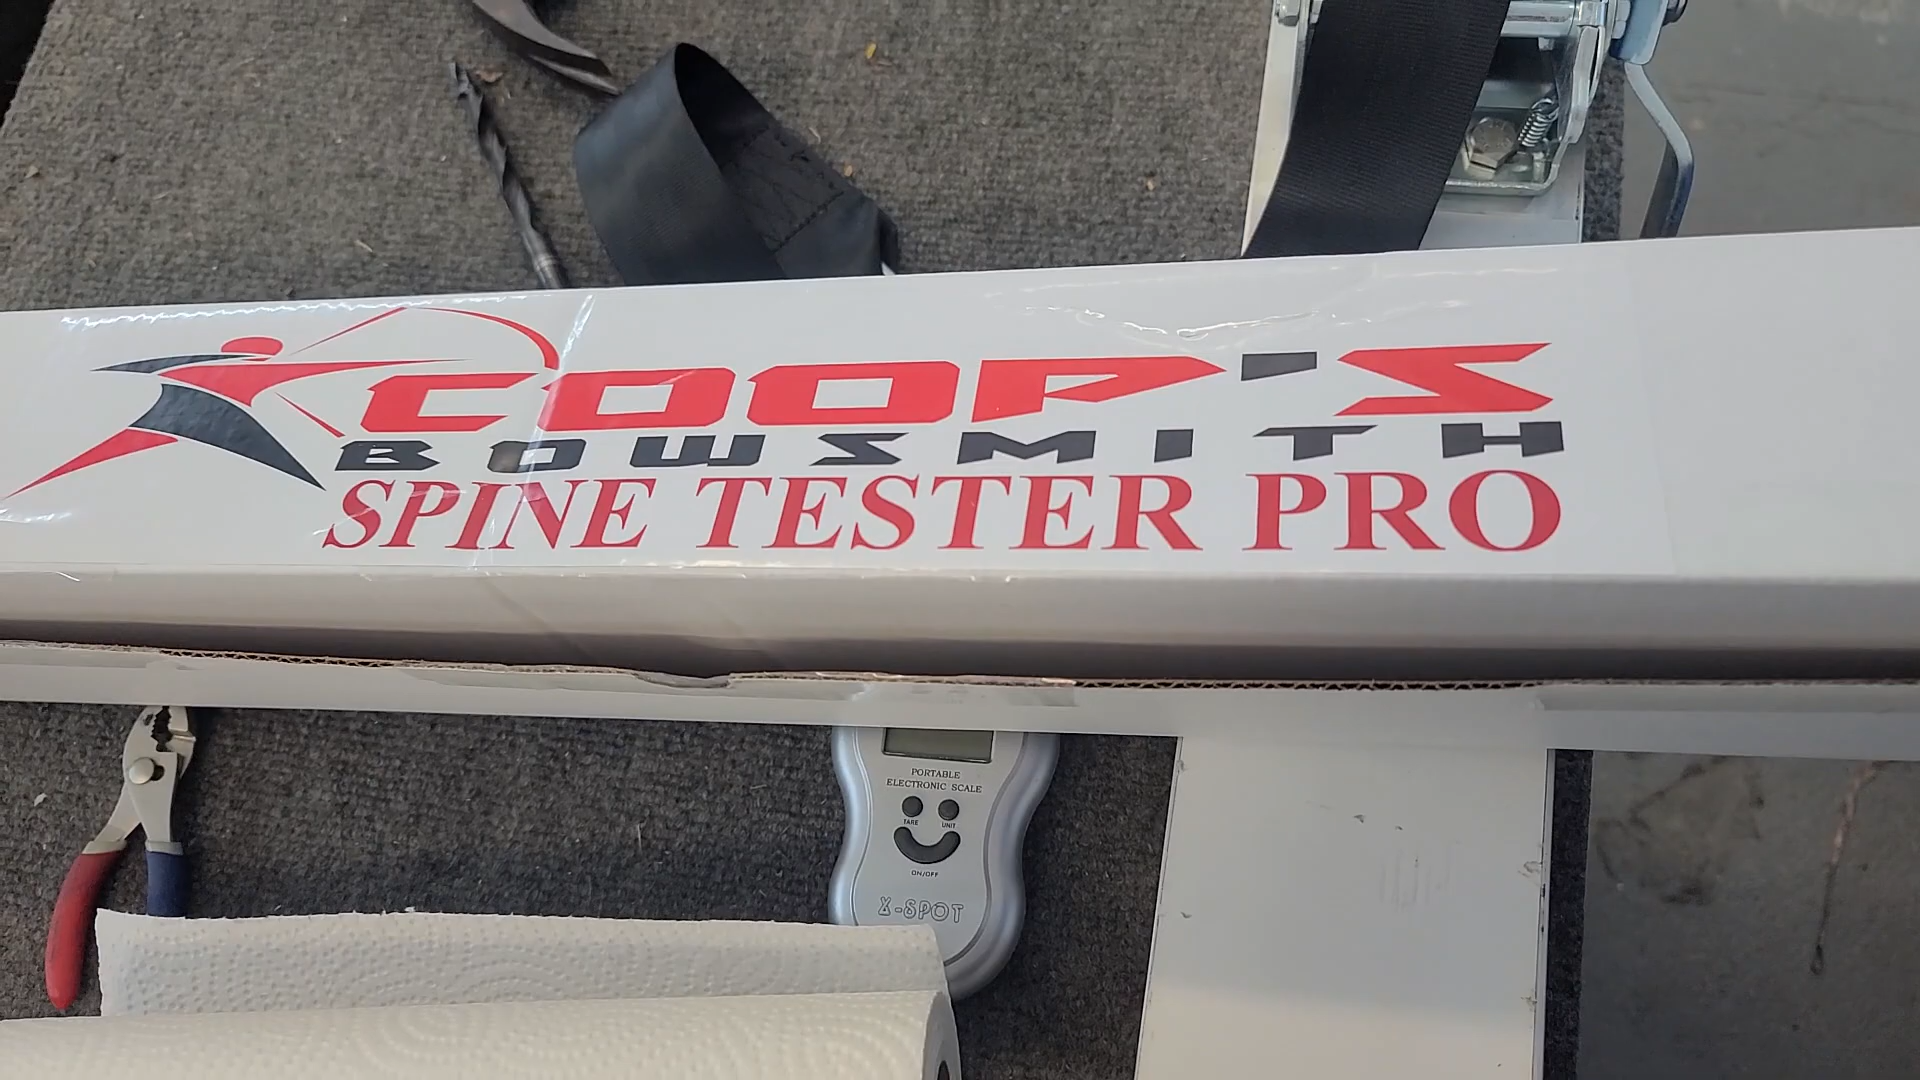 COOP'S
BOWSMITH
SPINE TESTER PRO
PORTABLE
ELECTRONIC SCALE
TARE UNIT
ON/OFF
X-SPOT